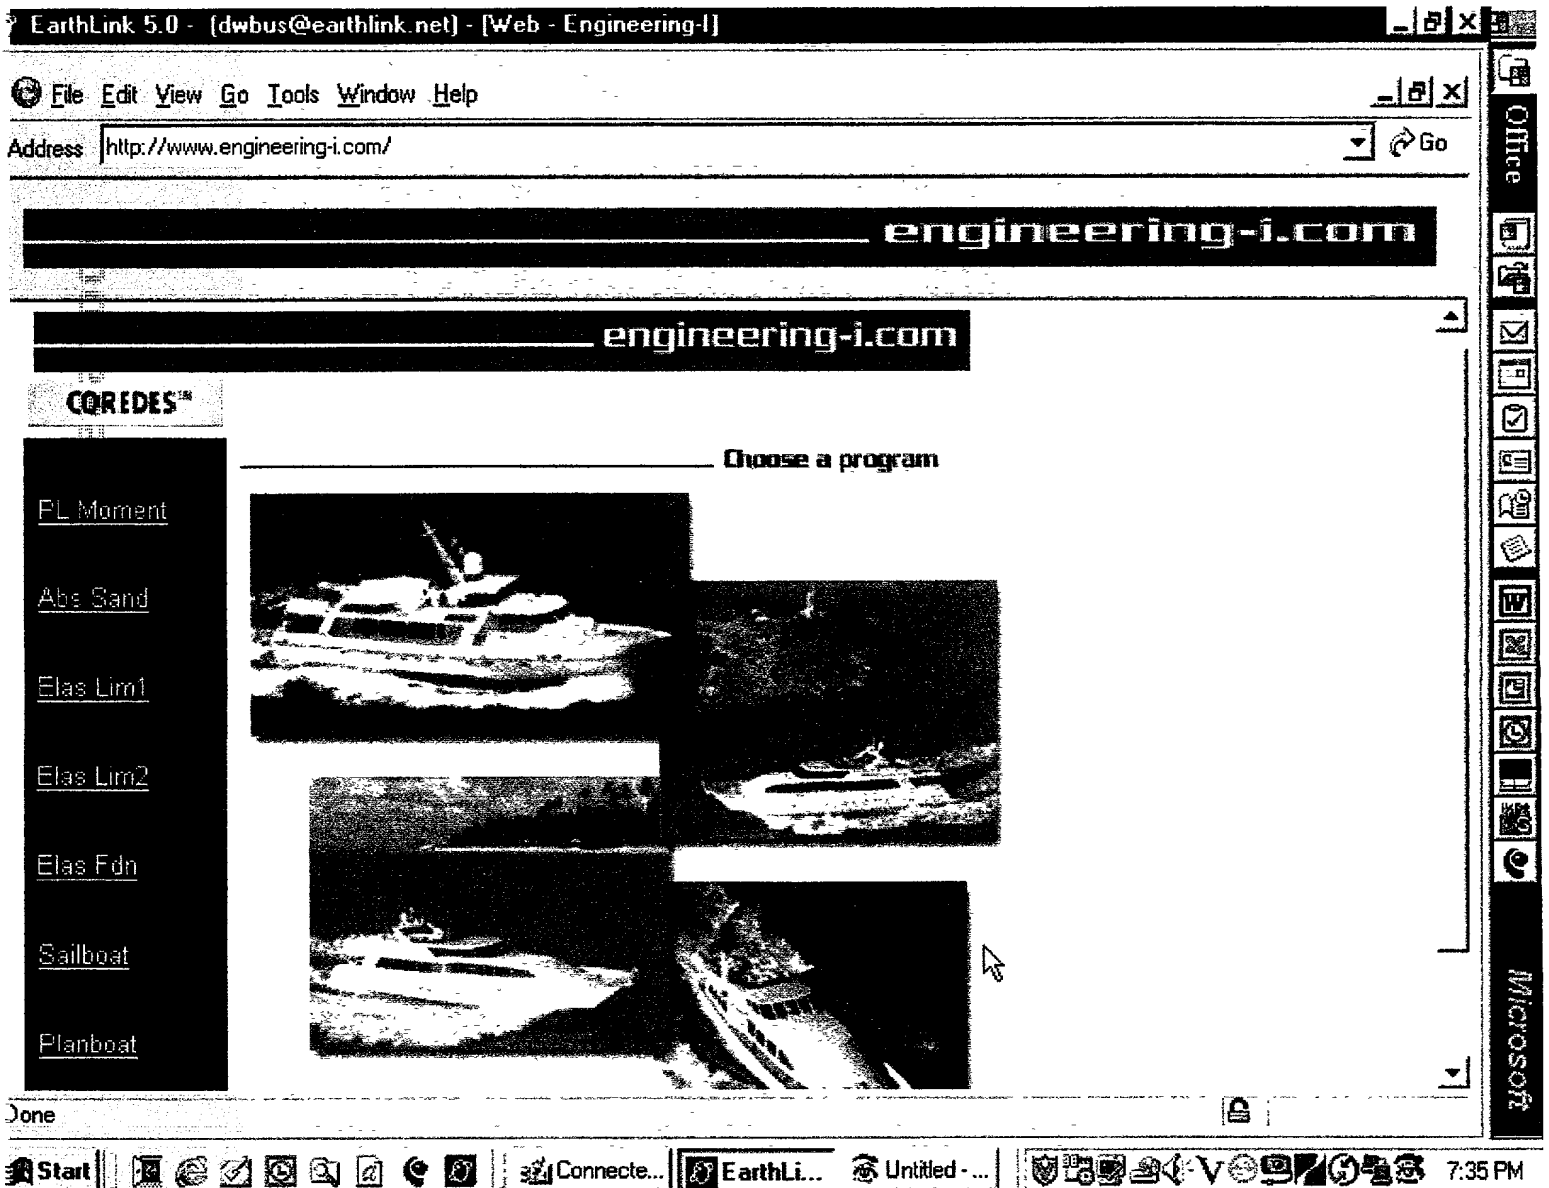 EarthLink 5.0 - [dwbus@earthlink.net] - [Web - Engineering-I]
File Edit View Go Tools Window Help
Address http://www.engineering-i.com/ Go
engineering-i.com
engineering-i.com
COREDES™
Choose a program
PL Moment
Abs Sand
Elas Lim1
Elas Lim2
Elas Fdn
Sailboat
Planboat
Done
Start Connecte... EarthLi... Untitled - ... 7:35 PM
Office
Microsoft